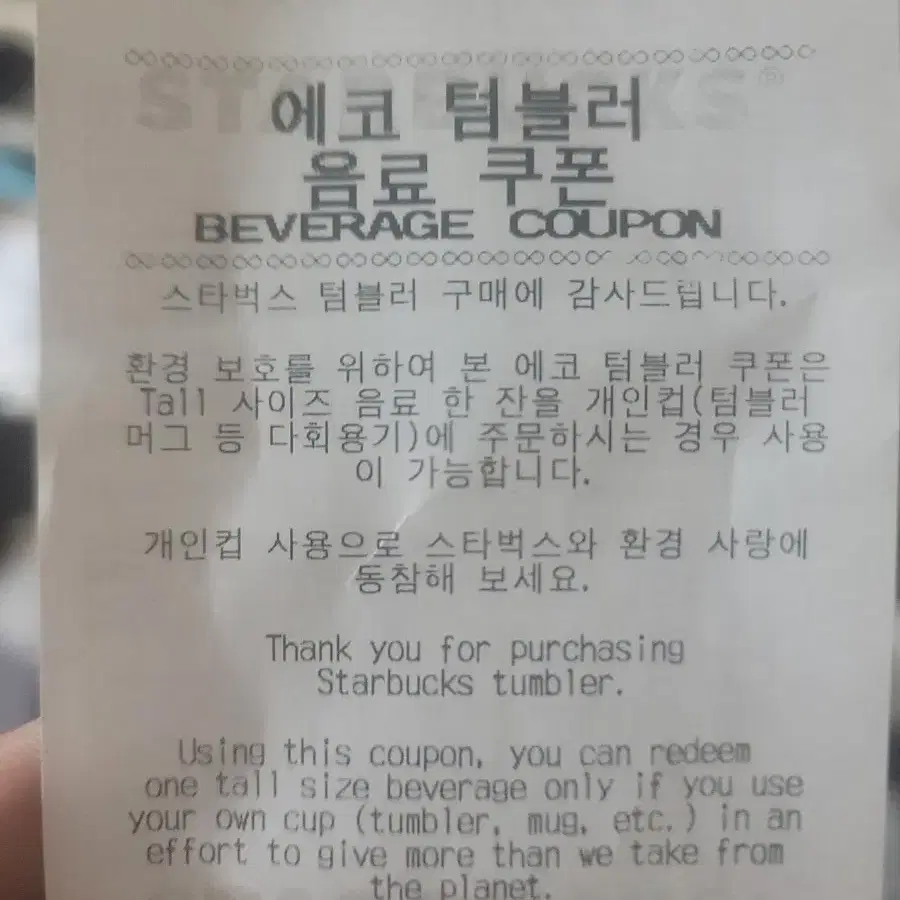 STARBUCKS®
에코 텀블러
음료 쿠폰
BEVERAGE COUPON
스타벅스 텀블러 구매에 감사드립니다.
환경 보호를 위하여 본 에코 텀블러 쿠폰은
Tall 사이즈 음료 한 잔을 개인컵(텀블러
머그 등 다회용기)에 주문하시는 경우 사용
이 가능합니다.
개인컵 사용으로 스타벅스와 환경 사랑에
동참해 보세요.
Thank you for purchasing
Starbucks tumbler.
Using this coupon, you can redeem
one tall size beverage only if you use
your own cup (tumbler, mug, etc.) in an
effort to give more than we take from
the planet.